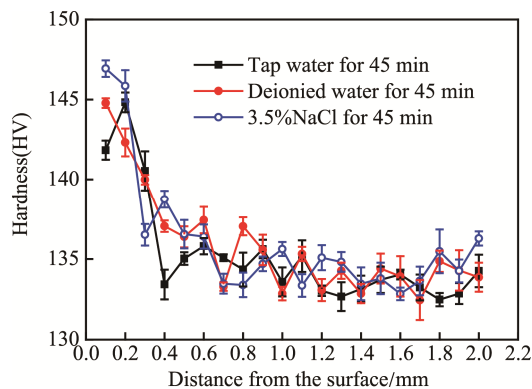 150
145
140
135
130
Hardness(HV)
Tap water for 45 min
Deionied water for 45 min
3.5%NaCl for 45 min
0.0 0.2 0.4 0.6 0.8 1.0 1.2 1.4 1.6 1.8 2.0 2.2
Distance from the surface/mm